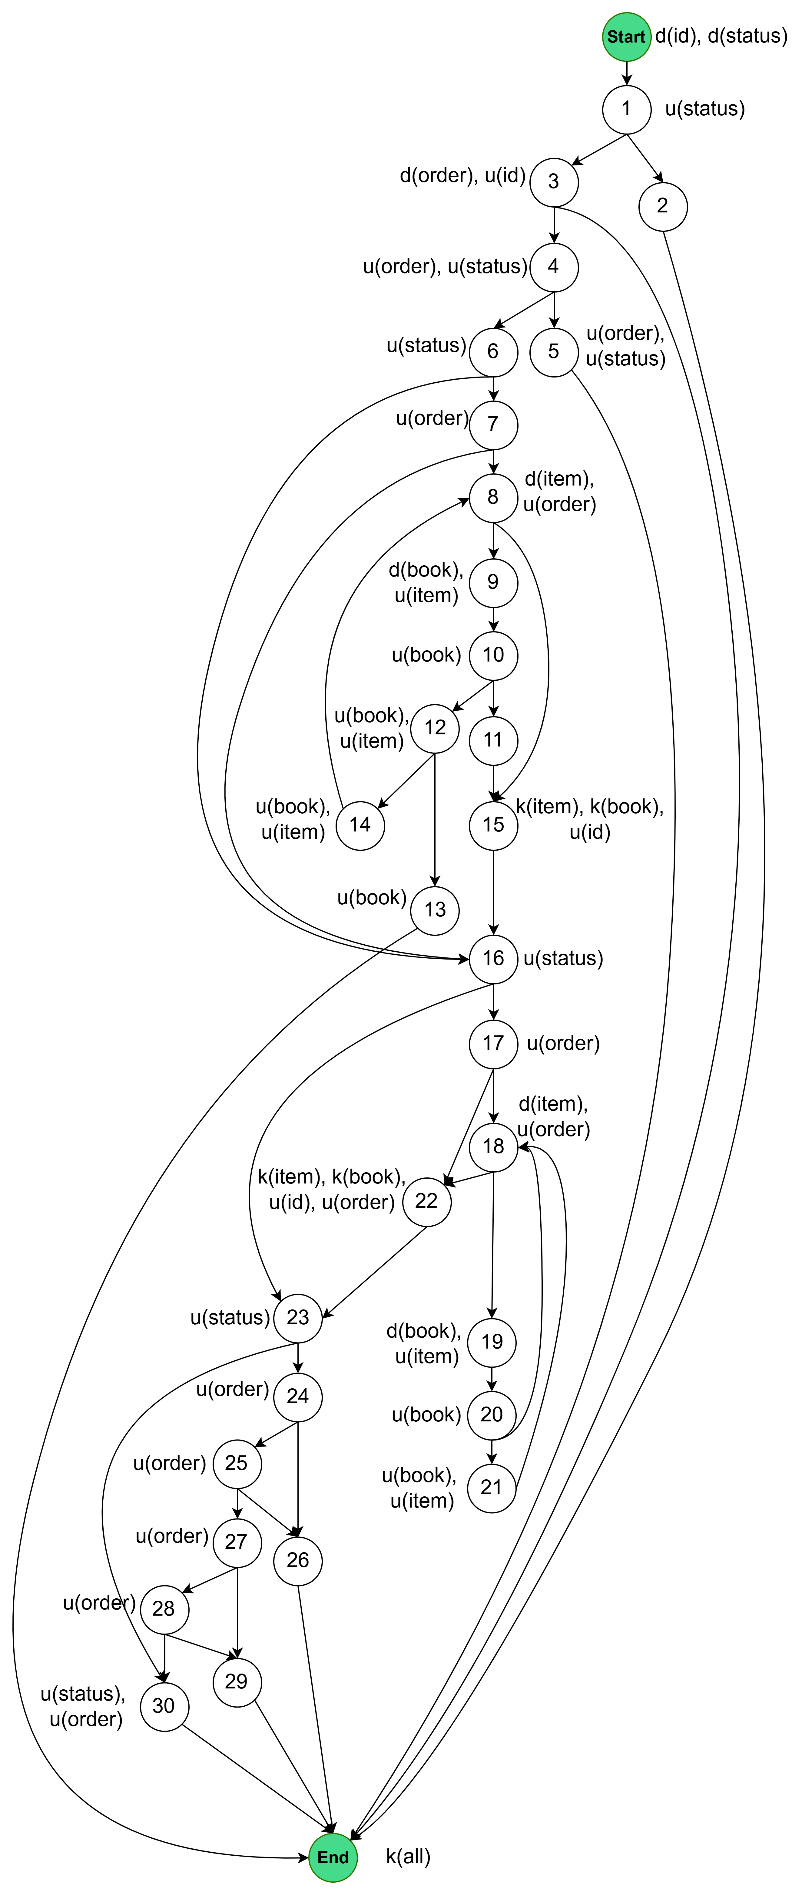 Start d(id), d(status)
1 u(status)
d(order), u(id) 3
2
u(order), u(status) 4
u(status) 6
5 u(order),
u(status)
u(order) 7
8 d(item),
u(order)
d(book),
u(item) 9
u(book) 10
u(book),
u(item) 12
11
u(book),
u(item) 14
15 k(item), k(book),
u(id)
u(book) 13
16 u(status)
17 u(order)
18 d(item),
u(order)
k(item), k(book),
u(id), u(order) 22
u(status) 23
d(book),
u(item) 19
u(order) 24
u(book) 20
u(order) 25
u(book),
u(item) 21
u(order) 27
26
u(order) 28
29
u(status),
u(order) 30
End k(all)